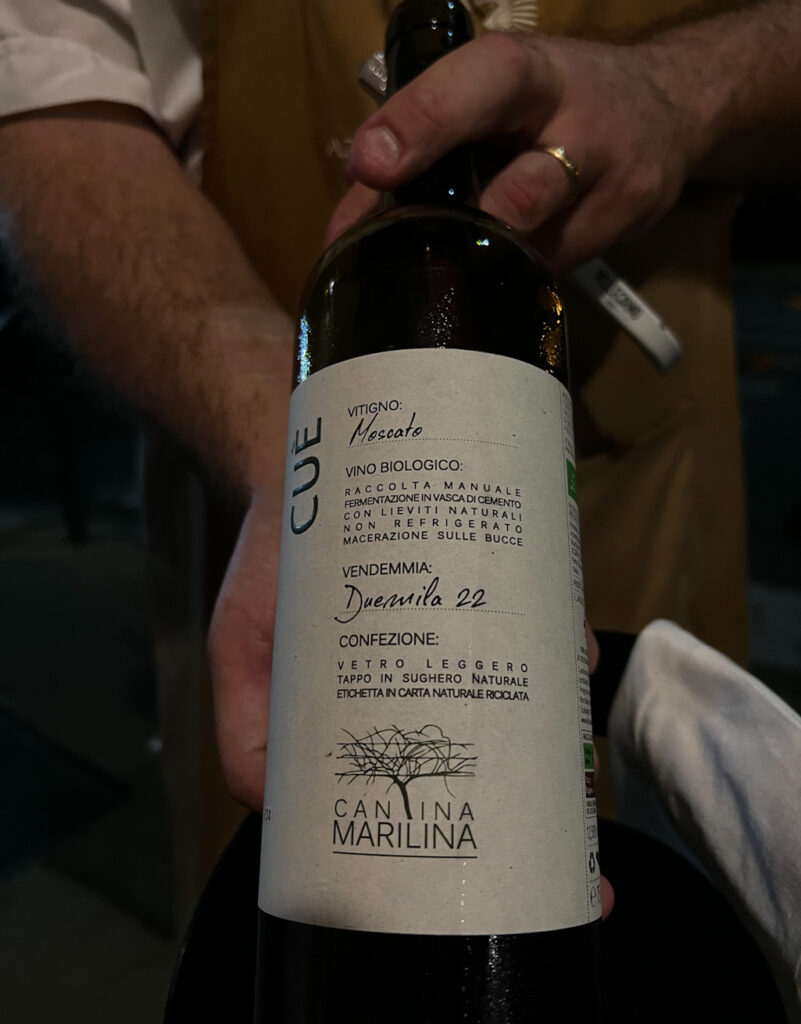 CUÉ
VITIGNO:
Moscato
VINO BIOLOGICO:
RACCOLTA MANUALE
FERMENTAZIONE IN VASCA DI CEMENTO
CON LIEVITI NATURALI
NON REFRIGERATO
MACERAZIONE SULLE BUCCE
VENDEMMIA:
Duemila 22
CONFEZIONE:
VETRO LEGGERO
TAPPO IN SUGHERO NATURALE
ETICHETTA IN CARTA NATURALE RICICLATA
CANTINA
MARILINA